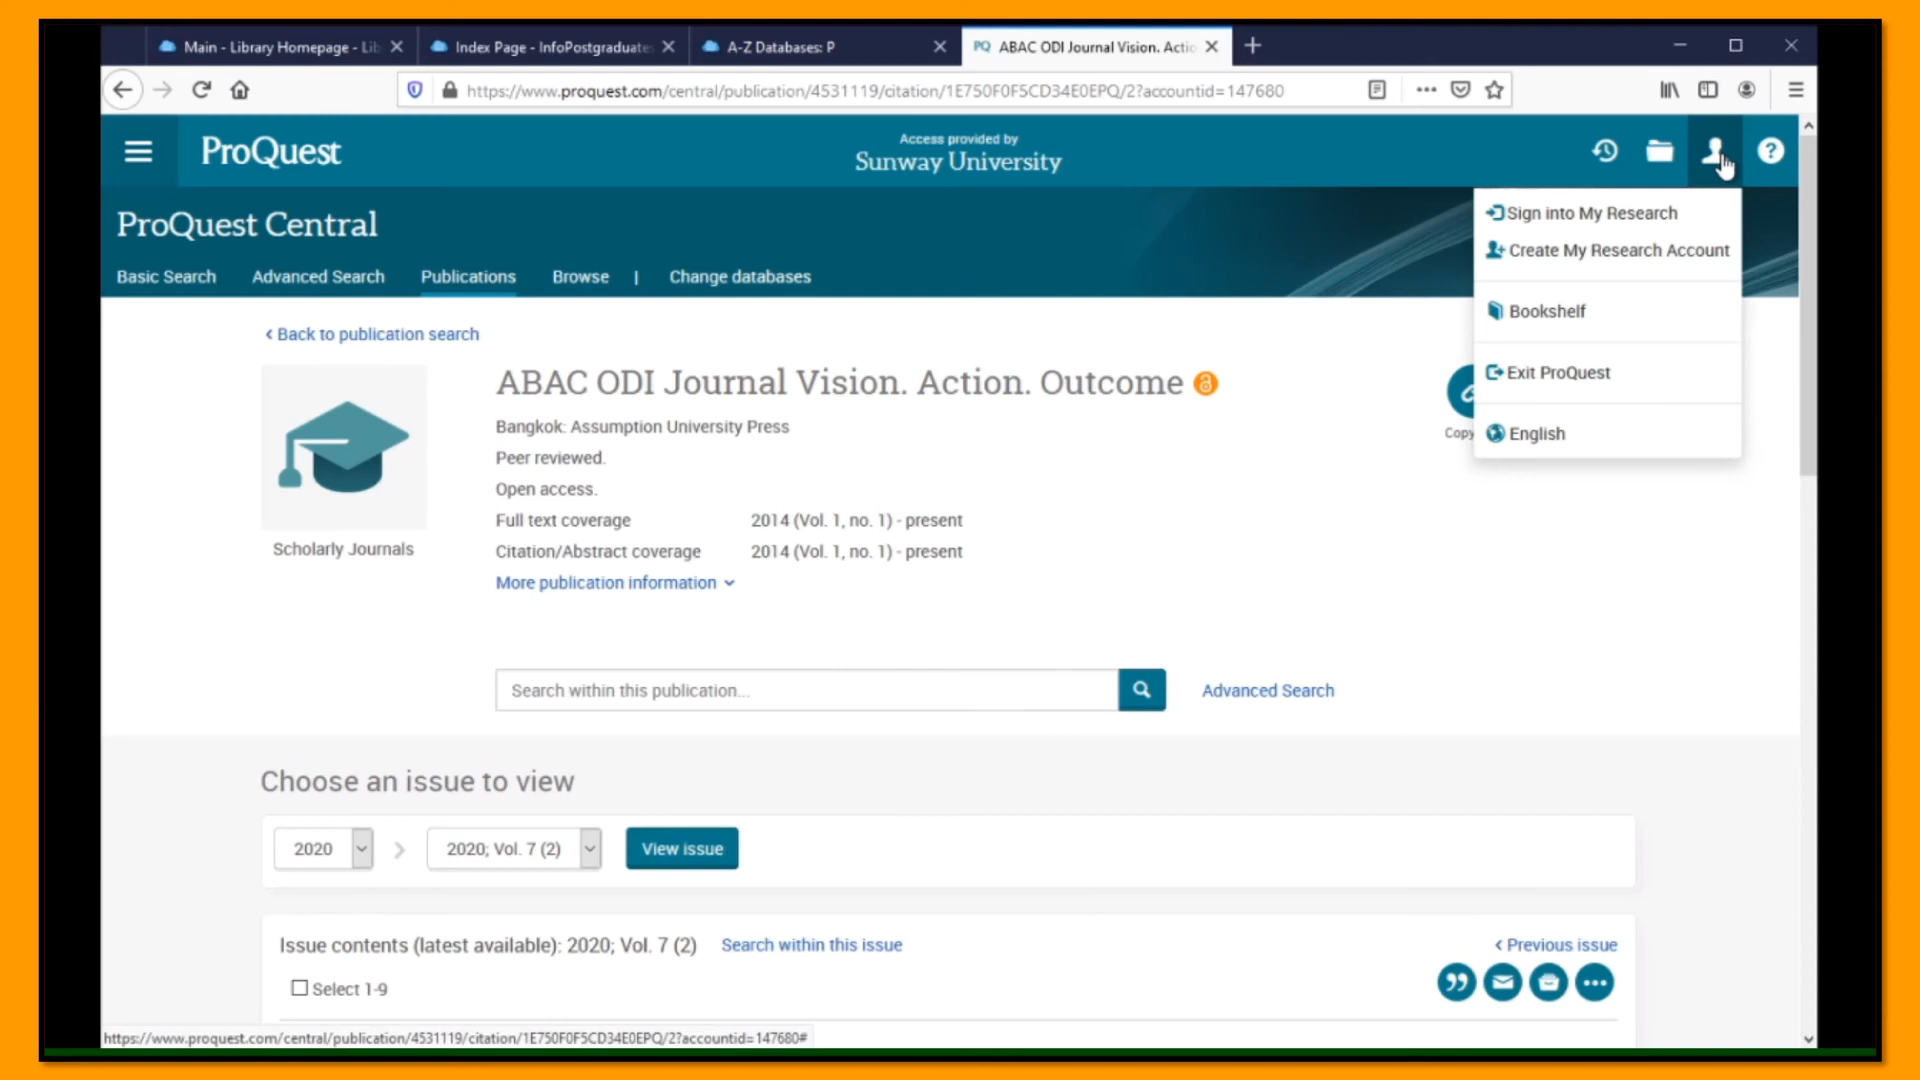 Main - Library Homepage - Lib
Index Page - InfoPostgraduate
A-Z Databases: P
PQ ABAC ODI Journal Vision. Actio
https://www.proquest.com/central/publication/4531119/citation/1E750F0F5CD34E0EPQ/2?accountid=147680
ProQuest
Access provided by
Sunway University
ProQuest Central
Basic Search
Advanced Search
Publications
Browse
|
Change databases
Sign into My Research
Create My Research Account
Bookshelf
Exit ProQuest
English
Back to publication search
ABAC ODI Journal Vision. Action. Outcome
Copy
Bangkok: Assumption University Press
Peer reviewed.
Open access.
Full text coverage 2014 (Vol. 1, no. 1) - present
Citation/Abstract coverage 2014 (Vol. 1, no. 1) - present
More publication information
Scholarly Journals
Search within this publication...
Advanced Search
Choose an issue to view
2020
2020; Vol. 7 (2)
View issue
Issue contents (latest available): 2020; Vol. 7 (2)
Search within this issue
Previous issue
Select 1-9
https://www.proquest.com/central/publication/4531119/citation/1E750F0F5CD34E0EPQ/2?accountid=147680#